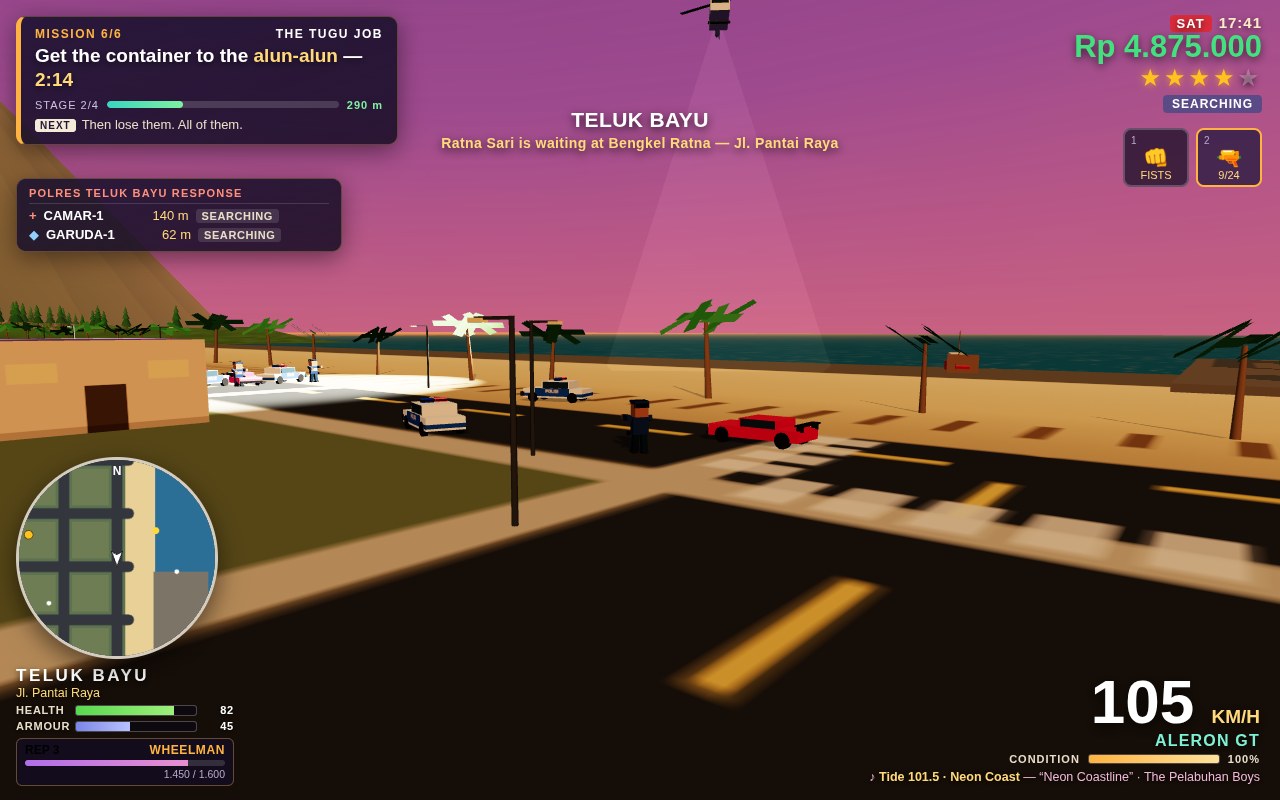 MISSION 6/6 THE TUGU JOB
Get the container to the alun-alun —
2:14
STAGE 2/4 290 m
NEXT Then lose them. All of them.
POLRES TELUK BAYU RESPONSE
+ CAMAR-1 140 m SEARCHING
◆ GARUDA-1 62 m SEARCHING
TELUK BAYU
Ratna Sari is waiting at Bengkel Ratna — Jl. Pantai Raya
SAT 17:41
Rp 4.875.000
★★★★★
SEARCHING
1 2
FISTS 9/24
N
TELUK BAYU
Jl. Pantai Raya
HEALTH 82
ARMOUR 45
REP 3 WHEELMAN
1.450 / 1.600
105 KM/H
ALERON GT
CONDITION 100%
♪ Tide 101.5 · Neon Coast — “Neon Coastline” · The Pelabuhan Boys